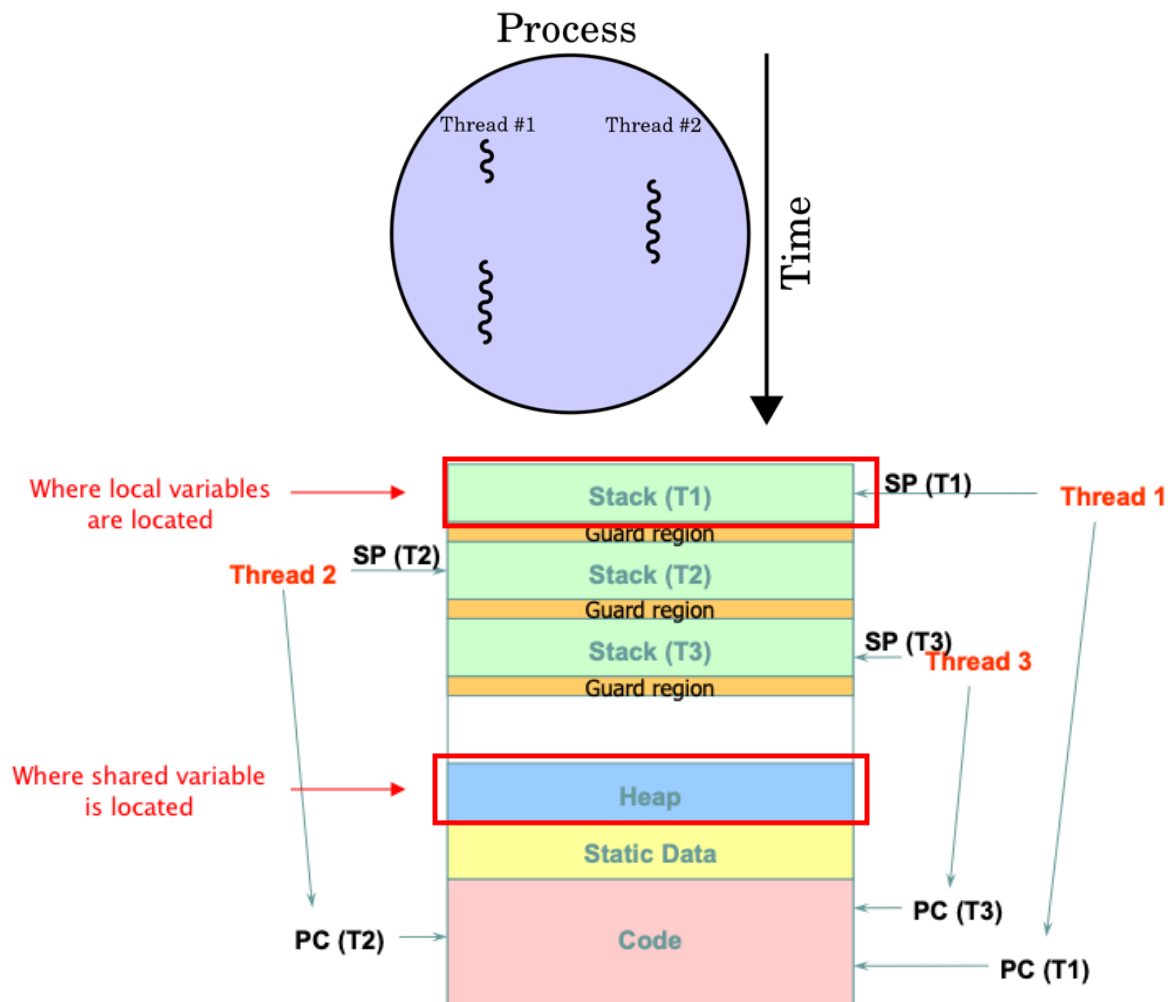 Process
Thread #1
Thread #2
Time
Where local variables
are located
Stack (T1)
SP (T1)
Thread 1
Guard region
SP (T2)
Thread 2
Stack (T2)
Guard region
SP (T3)
Stack (T3)
Thread 3
Guard region
Where shared variable
is located
Heap
Static Data
PC (T3)
PC (T2)
Code
PC (T1)